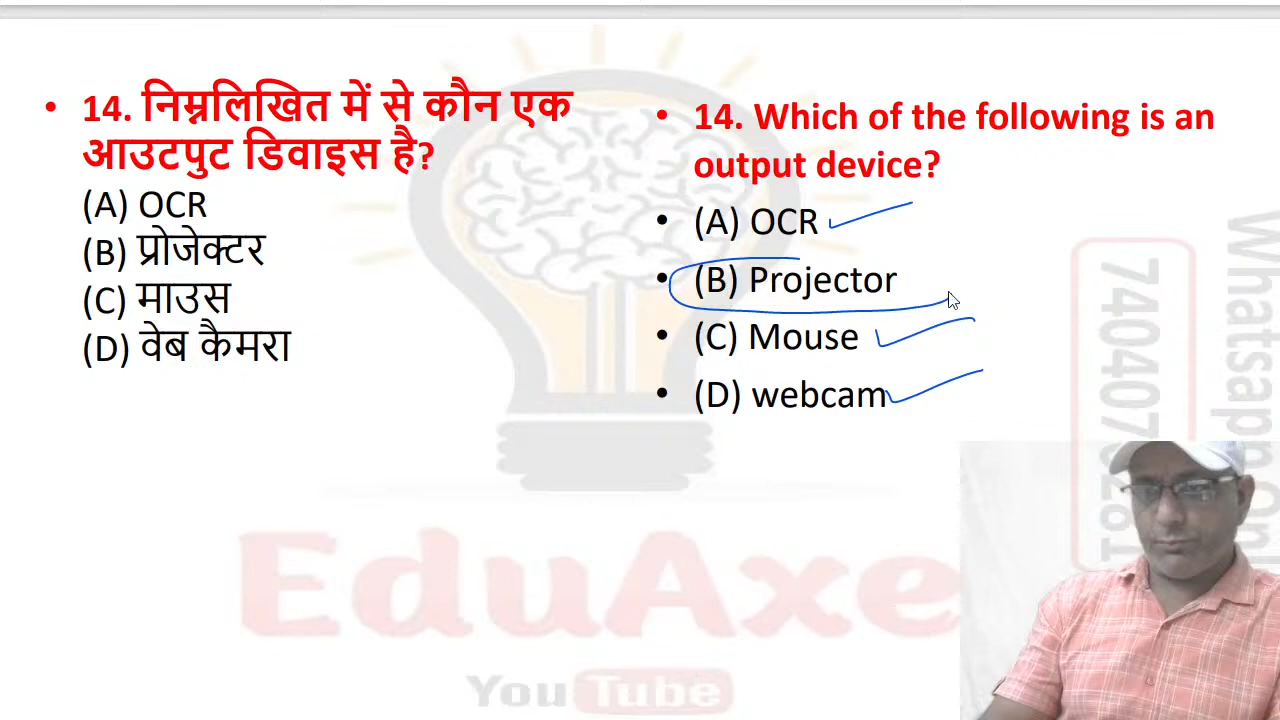 • 14. निम्नलिखित में से कौन एक
आउटपुट डिवाइस है?
(A) OCR
(B) प्रोजेक्टर
(C) माउस
(D) वेब कैमरा
• 14. Which of the following is an
output device?
• (A) OCR
• (B) Projector
• (C) Mouse
• (D) webcam
EduAxe
YouTube
Whatsapp